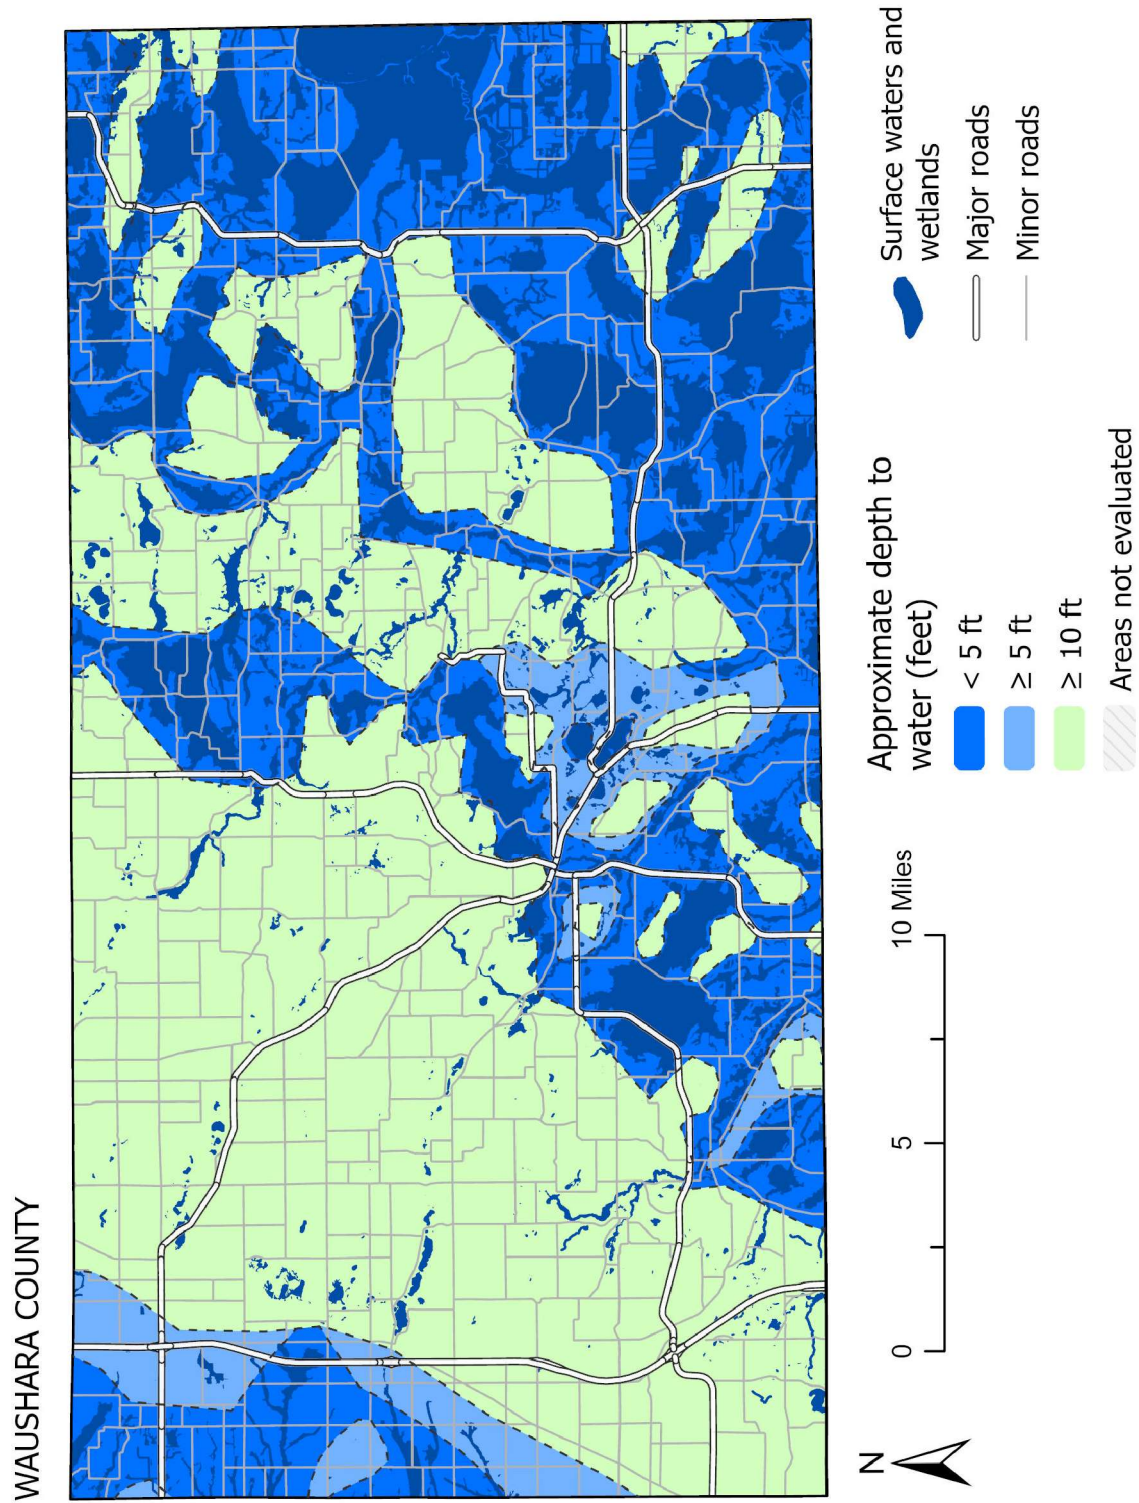 WAUSHARA COUNTY
N
0
5
10 Miles
Approximate depth to
water (feet)
< 5 ft
≥ 5 ft
≥ 10 ft
Areas not evaluated
Surface waters and
wetlands
Major roads
Minor roads